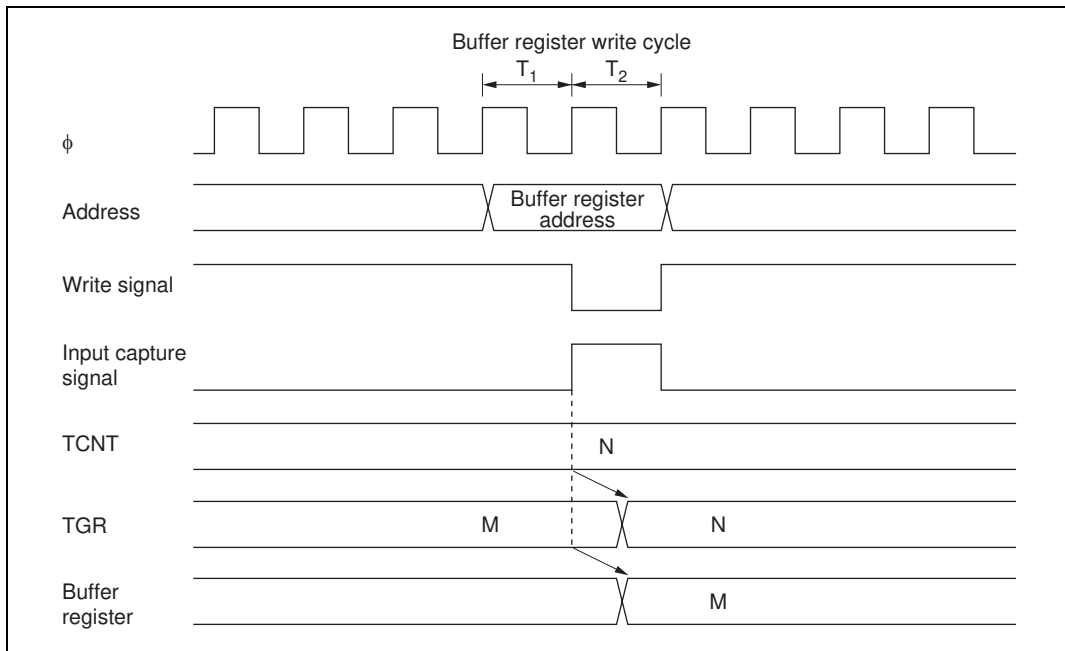 Buffer register write cycle
T1 T2
φ
Address
Buffer register
address
Write signal
Input capture
signal
TCNT
N
TGR
M N
Buffer
register
M